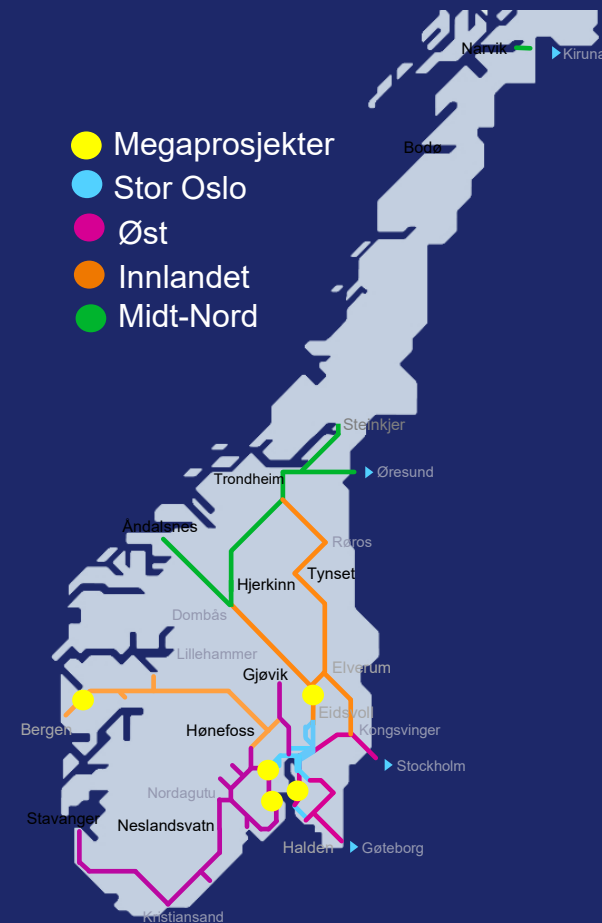 Narvik
Kiruna
Bodø
Megaprosjekter
Stor Oslo
Øst
Innlandet
Midt-Nord
Steinkjer
Trondheim
Øresund
Åndalsnes
Røros
Hjerkinn
Tynset
Dombås
Lillehammer
Elverum
Gjøvik
Eidsvoll
Bergen
Hønefoss
Kongsvinger
Stockholm
Nordagutu
Stavanger
Neslandsvatn
Halden
Gøteborg
Kristiansand